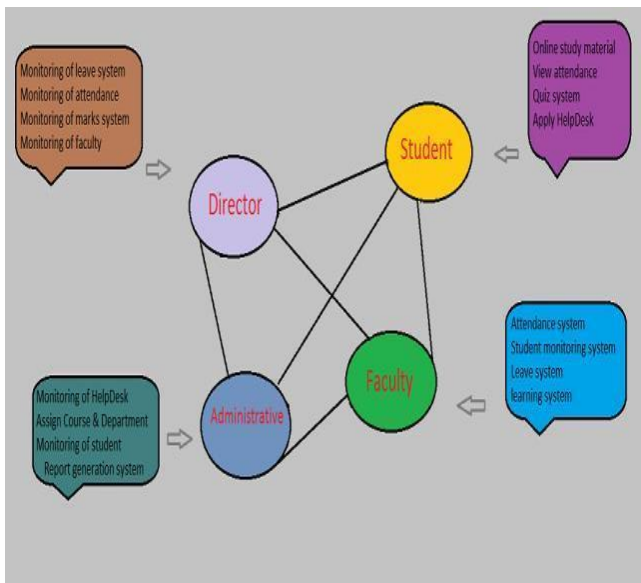 Monitoring of leave system
Monitoring of attendance
Monitoring of marks system
Monitoring of faculty
Online study material
View attendance
Quiz system
Apply HelpDesk
Student
Director
Attendance system
Student monitoring system
Leave system
learning system
Faculty
Administrative
Monitoring of HelpDesk
Assign Course & Department
Monitoring of student
Report generation system